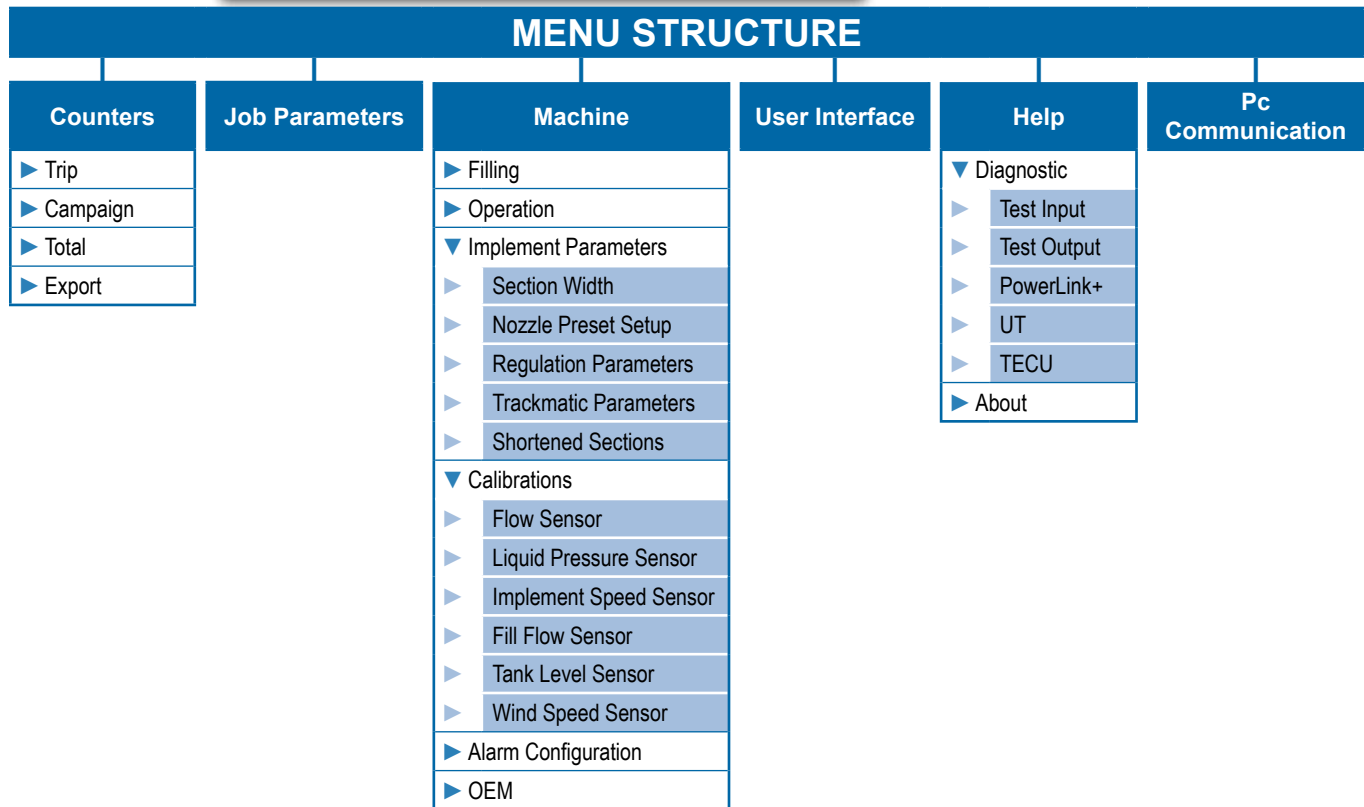 MENU STRUCTURE
Counters
Trip
Campaign
Total
Export
Job Parameters
Machine
Filling
Operation
Implement Parameters
Section Width
Nozzle Preset Setup
Regulation Parameters
Trackmatic Parameters
Shortened Sections
Calibrations
Flow Sensor
Liquid Pressure Sensor
Implement Speed Sensor
Fill Flow Sensor
Tank Level Sensor
Wind Speed Sensor
Alarm Configuration
OEM
User Interface
Help
Diagnostic
Test Input
Test Output
PowerLink+
UT
TECU
About
Pc
Communication